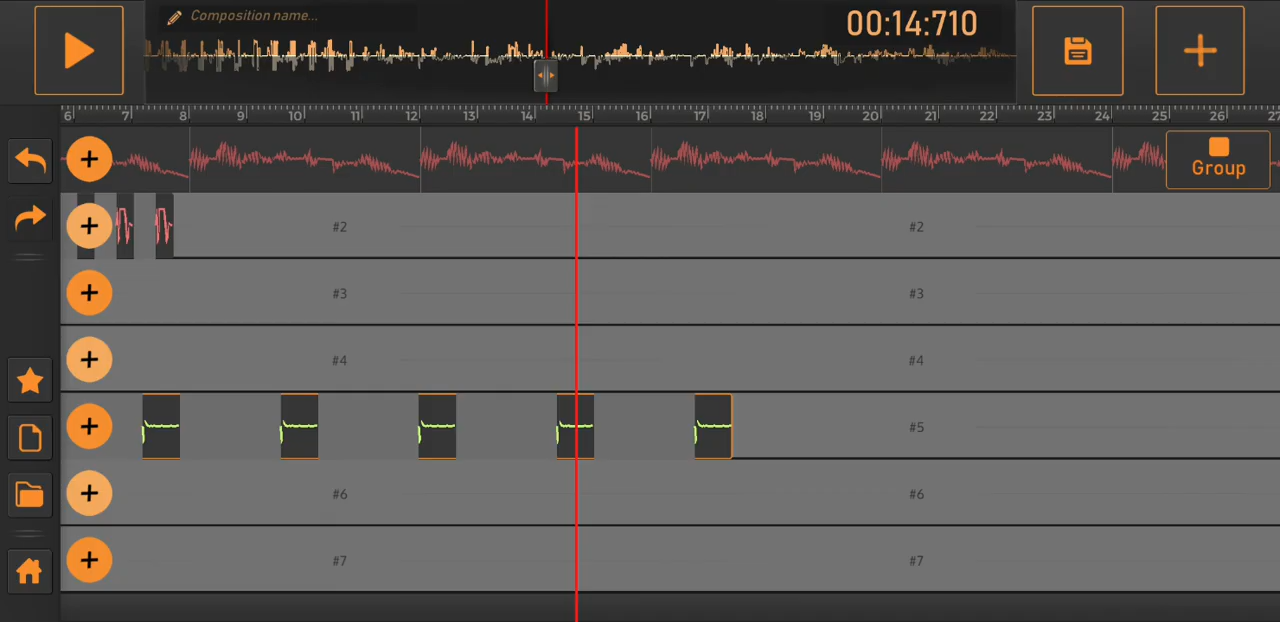 Composition name...
00:14:710
6 7 8 9 10 11 12 13 14 15 16 17 18 19 20 21 22 23 24 25 26 27
Group
#2 #2
#3 #3
#4 #4
#5
#6 #6
#7 #7